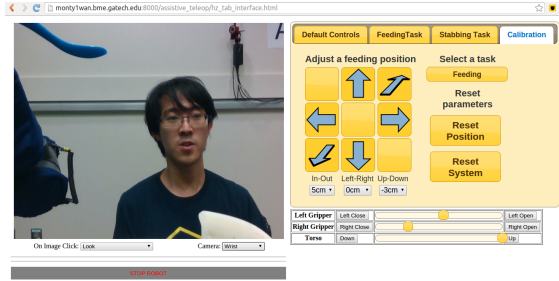 monty1wan.bme.gatech.edu:8000/assistive_teleop/hz_tab_interface.html
Default Controls FeedingTask Stabbing Task Calibration
Adjust a feeding position
Select a task
Feeding
Reset
parameters
Reset
Position
Reset
System
In-Out Left-Right Up-Down
5cm 0cm -3cm
Left Gripper Left Close Left Open
Right Gripper Right Close Right Open
Torso Down Up
On Image Click: Look Camera: Wrist
STOP ROBOT